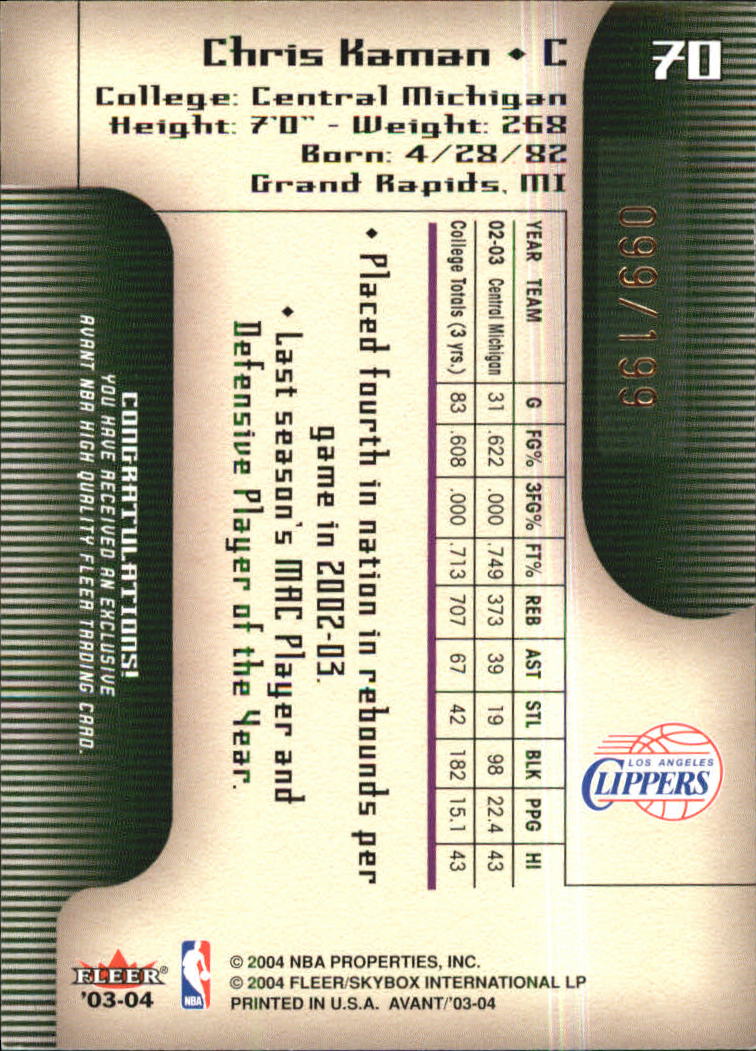 70
Chris Kaman • C
College: Central Michigan
Height: 7'0" - Weight: 268
Born: 4/28/82
Grand Rapids, MI
099/199
YEAR TEAM G FG% 3FG% FT% REB AST STL BLK PPG HI
02-03 Central Michigan 31 .622 .000 .749 373 39 19 98 22.4 43
College Totals (3 yrs.) 83 .608 .000 .713 707 67 42 182 15.1 43
• Placed fourth in nation in rebounds per
game in 2002-03.
• Last season's MAC Player and
Defensive Player of the Year.
CONGRATULATIONS!
YOU HAVE RECEIVED AN EXCLUSIVE
AVANT NBA HIGH QUALITY FLEER TRADING CARD.
LOS ANGELES
CLIPPERS
FLEER®
'03-04
NBA
© 2004 NBA PROPERTIES, INC.
© 2004 FLEER/SKYBOX INTERNATIONAL LP
PRINTED IN U.S.A. AVANT/'03-04